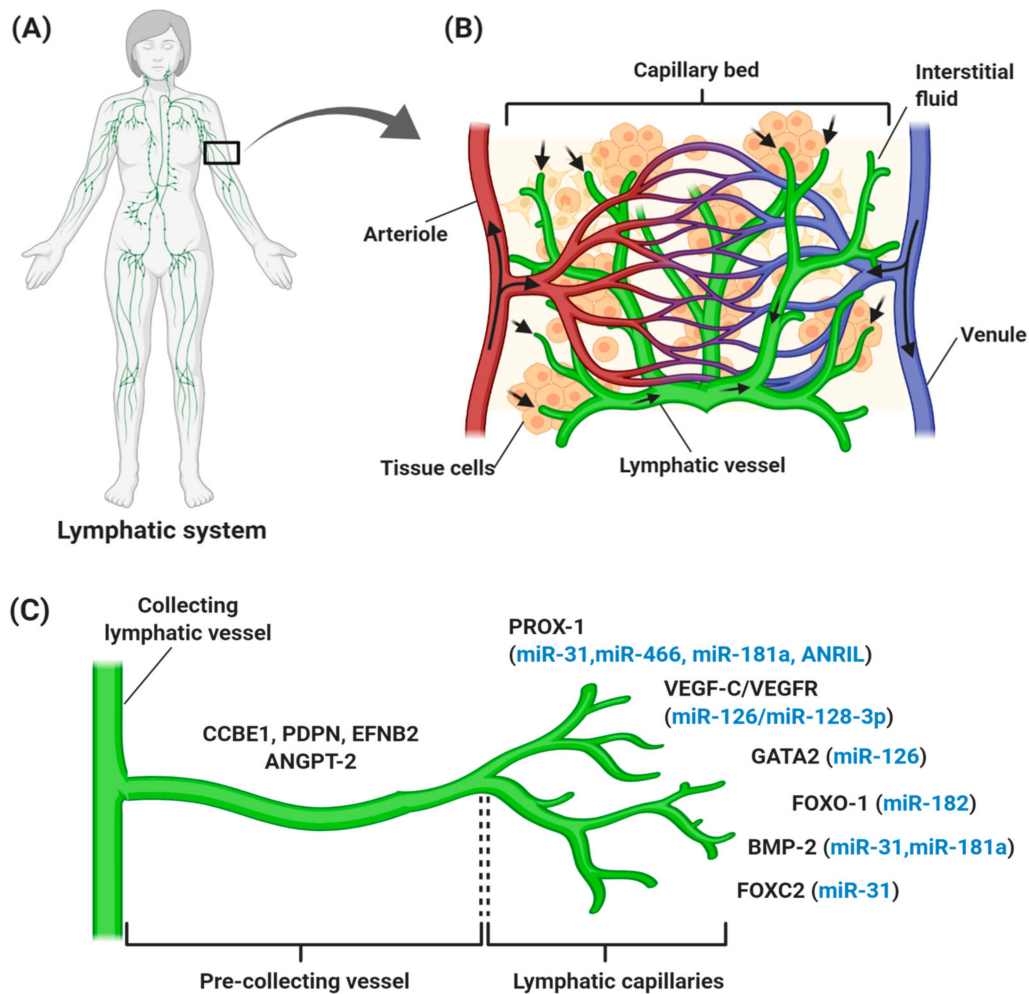 (A)
Lymphatic system
(B)
Capillary bed
Interstitial
fluid
Arteriole
Venule
Tissue cells
Lymphatic vessel
(C)
Collecting
lymphatic vessel
CCBE1, PDPN, EFNB2
ANGPT-2
PROX-1
(miR-31,miR-466, miR-181a, ANRIL)
VEGF-C/VEGFR
(miR-126/miR-128-3p)
GATA2 (miR-126)
FOXO-1 (miR-182)
BMP-2 (miR-31,miR-181a)
FOXC2 (miR-31)
Pre-collecting vessel
Lymphatic capillaries